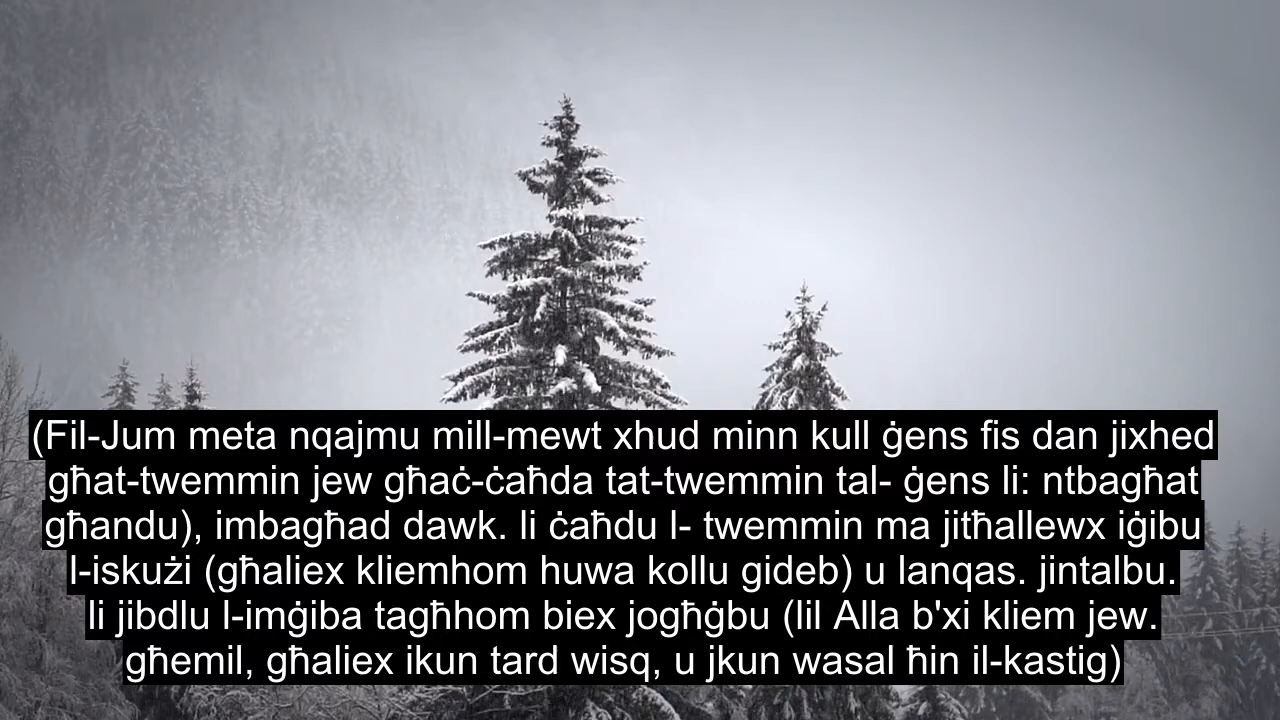 (Fil-Jum meta nqajmu mill-mewt xhud minn kull ġens fis dan jixhed
għat-twemmin jew għaċ-ċaħda tat-twemmin tal- ġens li: ntbagħat
għandu), imbagħad dawk. li ċaħdu l- twemmin ma jitħallewx iġibu
l-iskużi (għaliex kliemhom huwa kollu gideb) u lanqas. jintalbu.
li jibdlu l-imġiba tagħhom biex jogħġbu (lil Alla b'xi kliem jew.
għemil, għaliex ikun tard wisq, u jkun wasal ħin il-kastig)